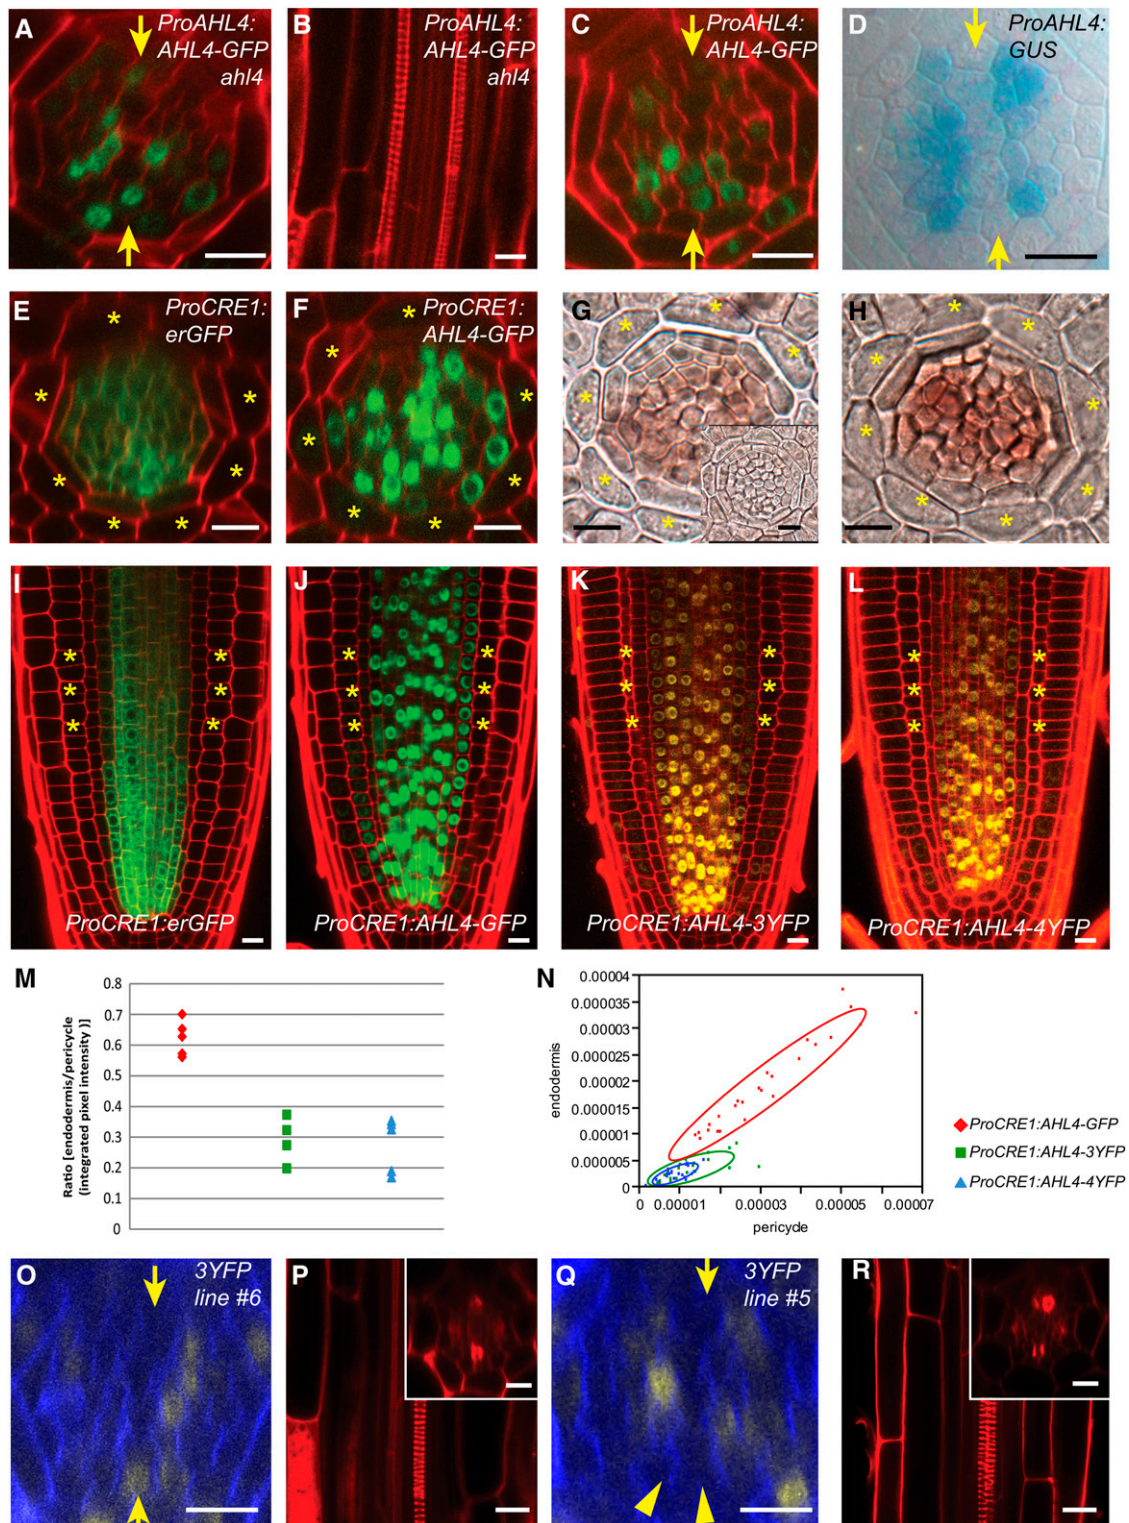 A
ProAHL4:
AHL4-GFP
ahl4
B
ProAHL4:
AHL4-GFP
ahl4
C
ProAHL4:
AHL4-GFP
D
ProAHL4:
GUS
E
ProCRE1:
erGFP
F
ProCRE1:
AHL4-GFP
G
H
I
ProCRE1:erGFP
J
ProCRE1:AHL4-GFP
K
ProCRE1:AHL4-3YFP
L
ProCRE1:AHL4-4YFP
M
Ratio [endodermis/pericycle
(integrated pixel intensity )]
0.8
0.7
0.6
0.5
0.4
0.3
0.2
0.1
0
N
endodermis
0.00004
0.000035
0.00003
0.000025
0.00002
0.000015
0.00001
0.000005
0
0 0.00001 0.00003 0.00005 0.00007
pericyde
ProCRE1:AHL4-GFP
ProCRE1:AHL4-3YFP
ProCRE1:AHL4-4YFP
O
3YFP
line #6
P
Q
3YFP
line #5
R